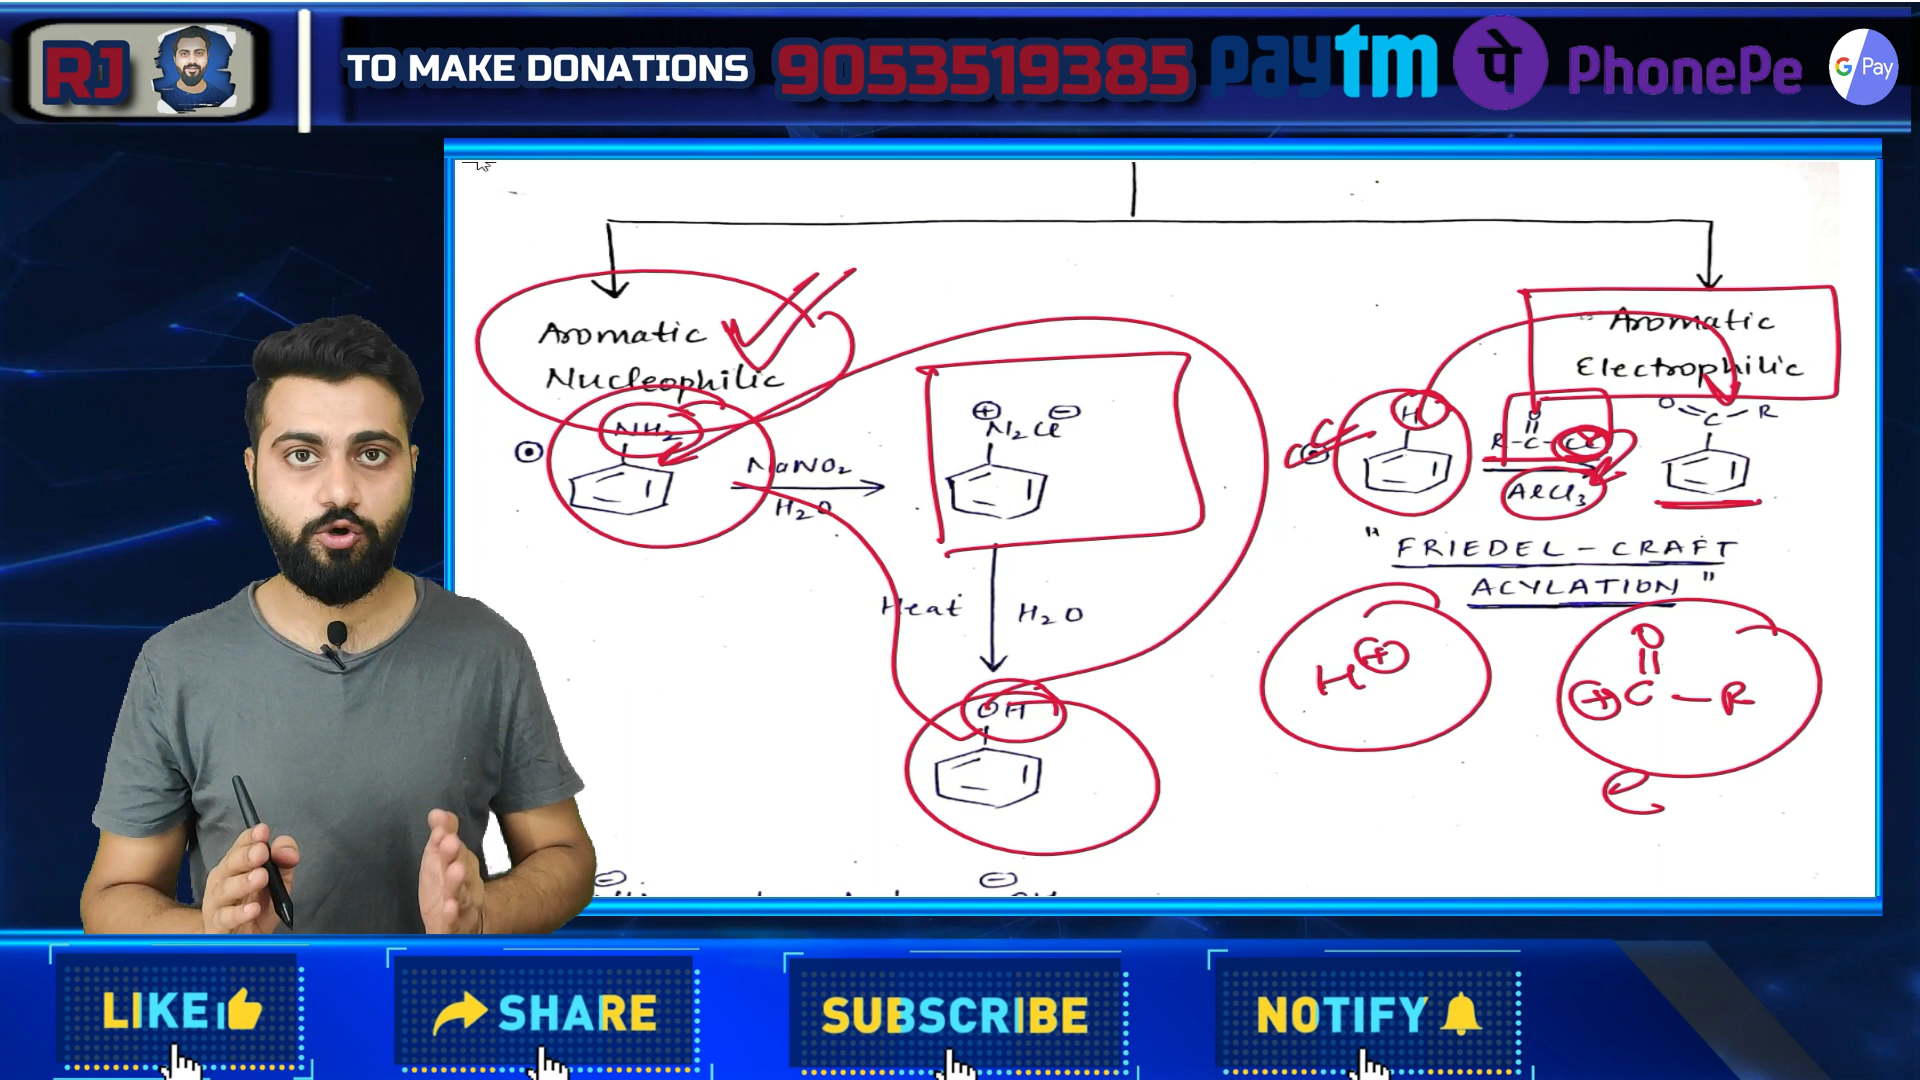 RJ
TO MAKE DONATIONS 9053519385 paytm पे PhonePe G Pay
Aromatic
Nucleophilic
NH2
NaNO2
H2O
⊕ ⊖
N2Cl
Heat H2O
OH
Aromatic
Electrophilic
H
O
R-C-Cl
AlCl3
O=C-R
" FRIEDEL-CRAFT
ACYLATION "
H⊕
O
⊕C-R
⊖ ⊖
LIKE
SHARE
SUBSCRIBE
NOTIFY